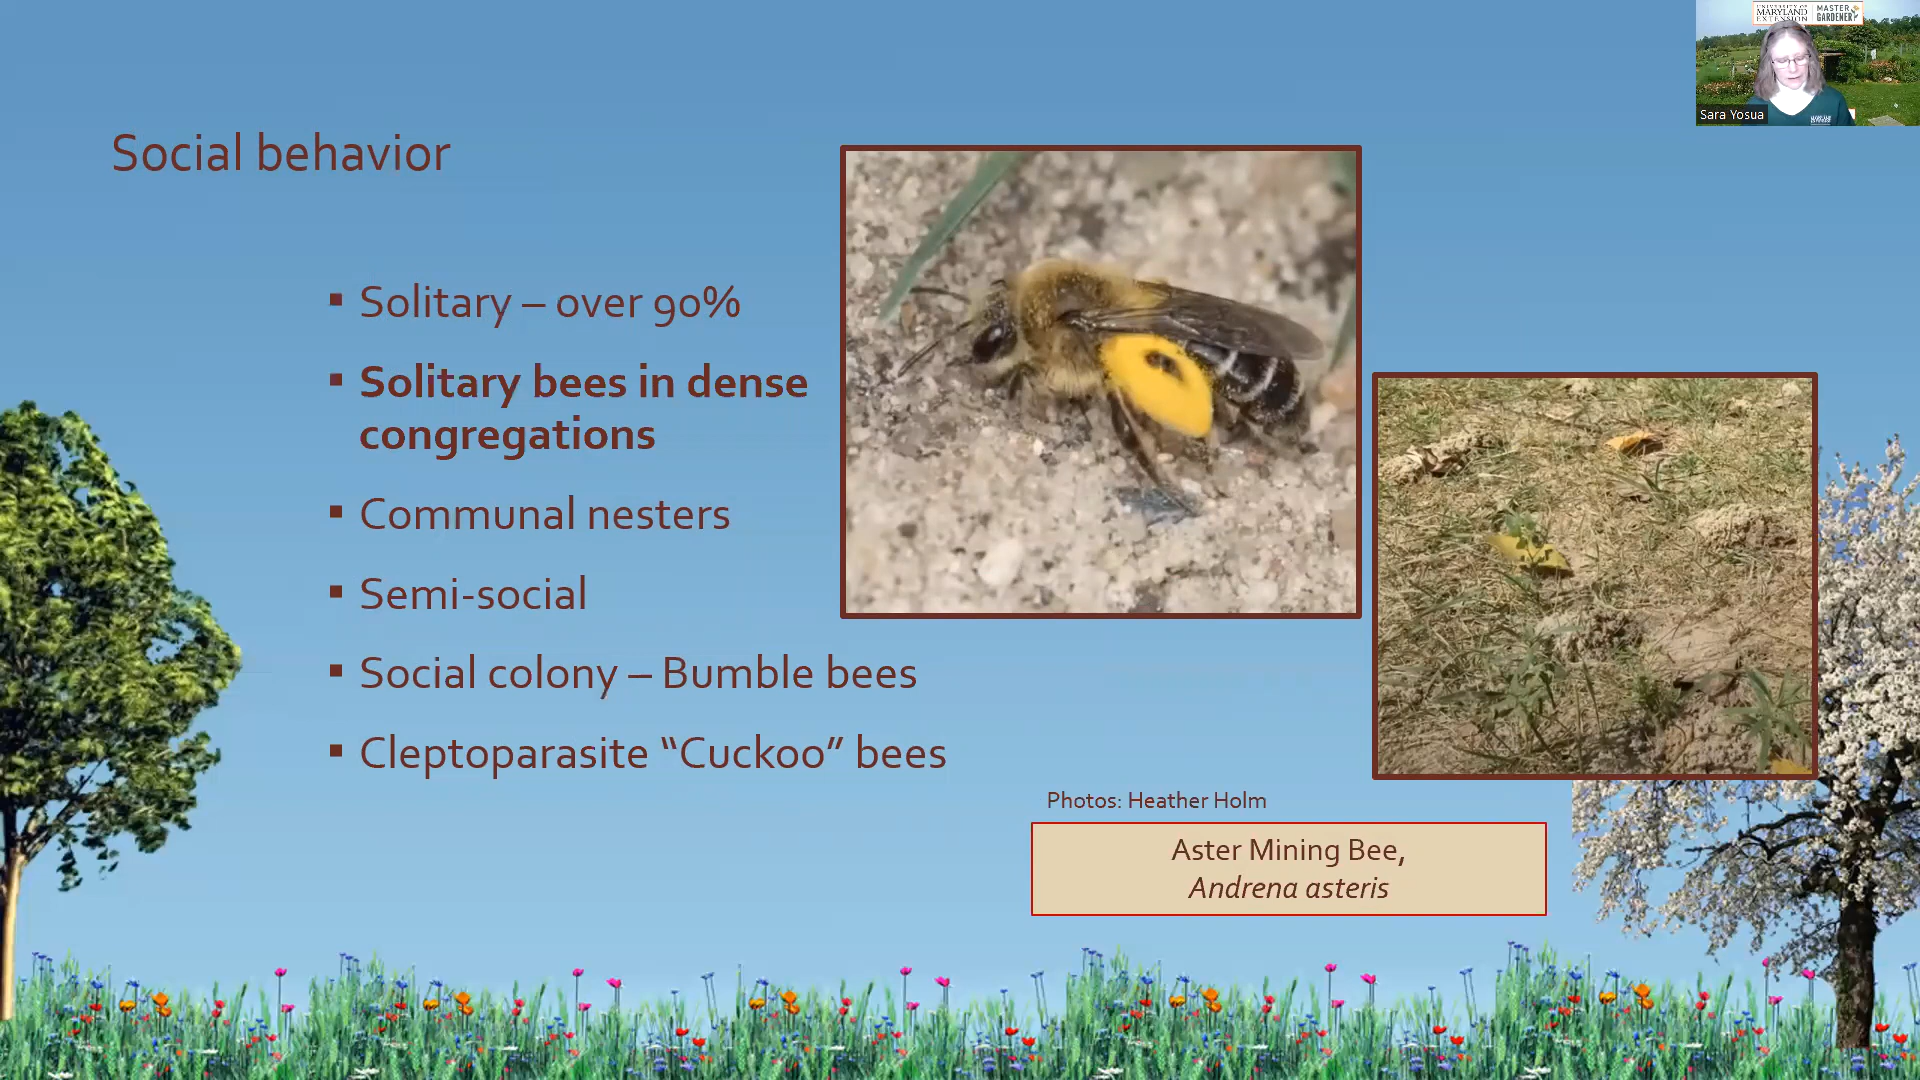 UNIVERSITY OF
MARYLAND
EXTENSION
MASTER
GARDENER
Sara Yosua
Social behavior
▪ Solitary – over 90%
▪ Solitary bees in dense
congregations
▪ Communal nesters
▪ Semi-social
▪ Social colony – Bumble bees
▪ Cleptoparasite “Cuckoo” bees
Photos: Heather Holm
Aster Mining Bee,
Andrena asteris